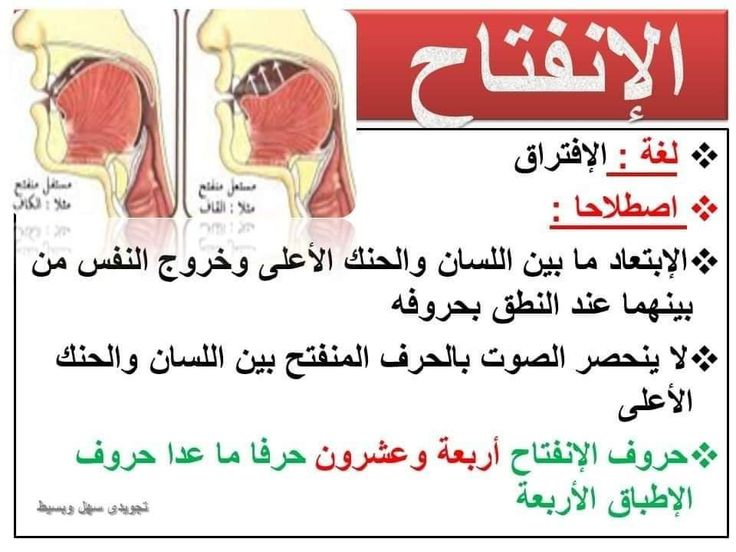 الإنفتاح
مستفل منفتح
مثلا : الكاف
مستعل منفتح
مثلا : القاف
لغة : الإفتراق
اصطلاحا :
الإبتعاد ما بين اللسان والحنك الأعلى وخروج النفس من
بينهما عند النطق بحروفه
لا ينحصر الصوت بالحرف المنفتح بين اللسان والحنك
الأعلى
حروف الإنفتاح أربعة وعشرون حرفا ما عدا حروف
الإطباق الأربعة
تجويدي سهل وبسيط